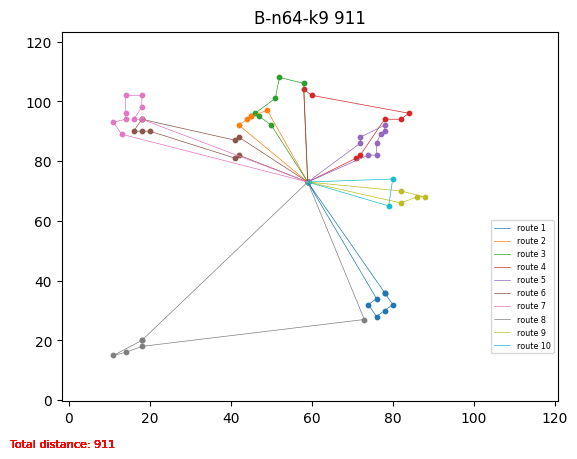 B-n64-k9 911
120
100
80
60
40
20
0
0 20 40 60 80 100 120
route 1
route 2
route 3
route 4
route 5
route 6
route 7
route 8
route 9
route 10
Total distance: 911